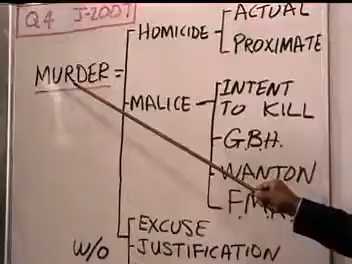 Q4 J-2007
ACTUAL
HOMICIDE
PROXIMATE
MURDER =
MALICE
INTENT
TO KILL
G.B.H.
WANTON
EXCUSE
W/O JUSTIFICATION